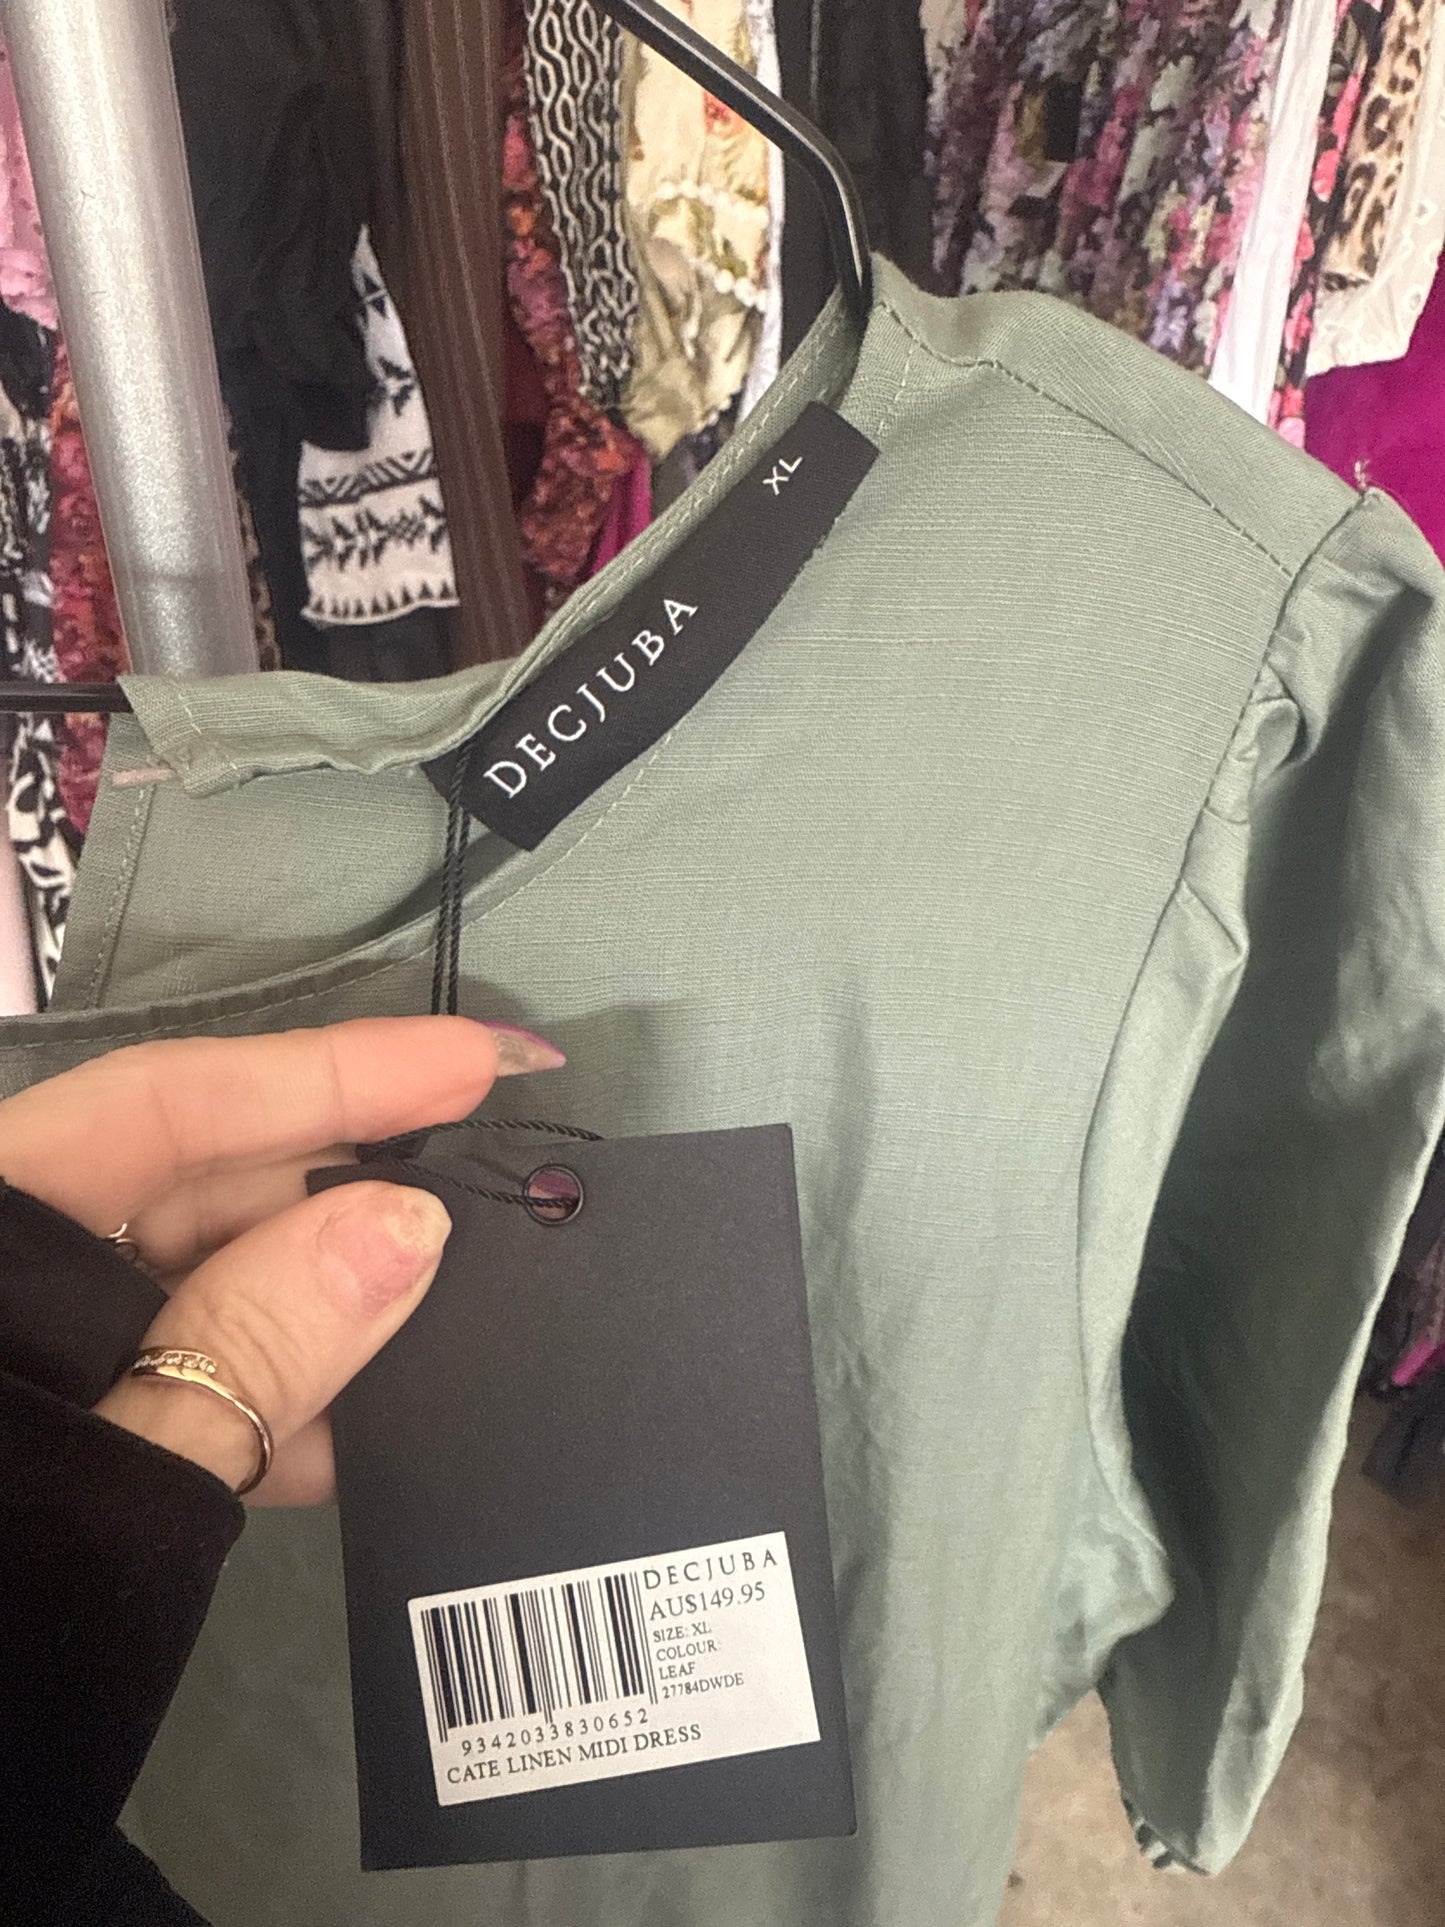 XL
DECJUBA
DECJUBA
AU$149.95
SIZE: XL
COLOUR:
LEAF
27784DWDE
9342033830652
CATE LINEN MIDI DRESS